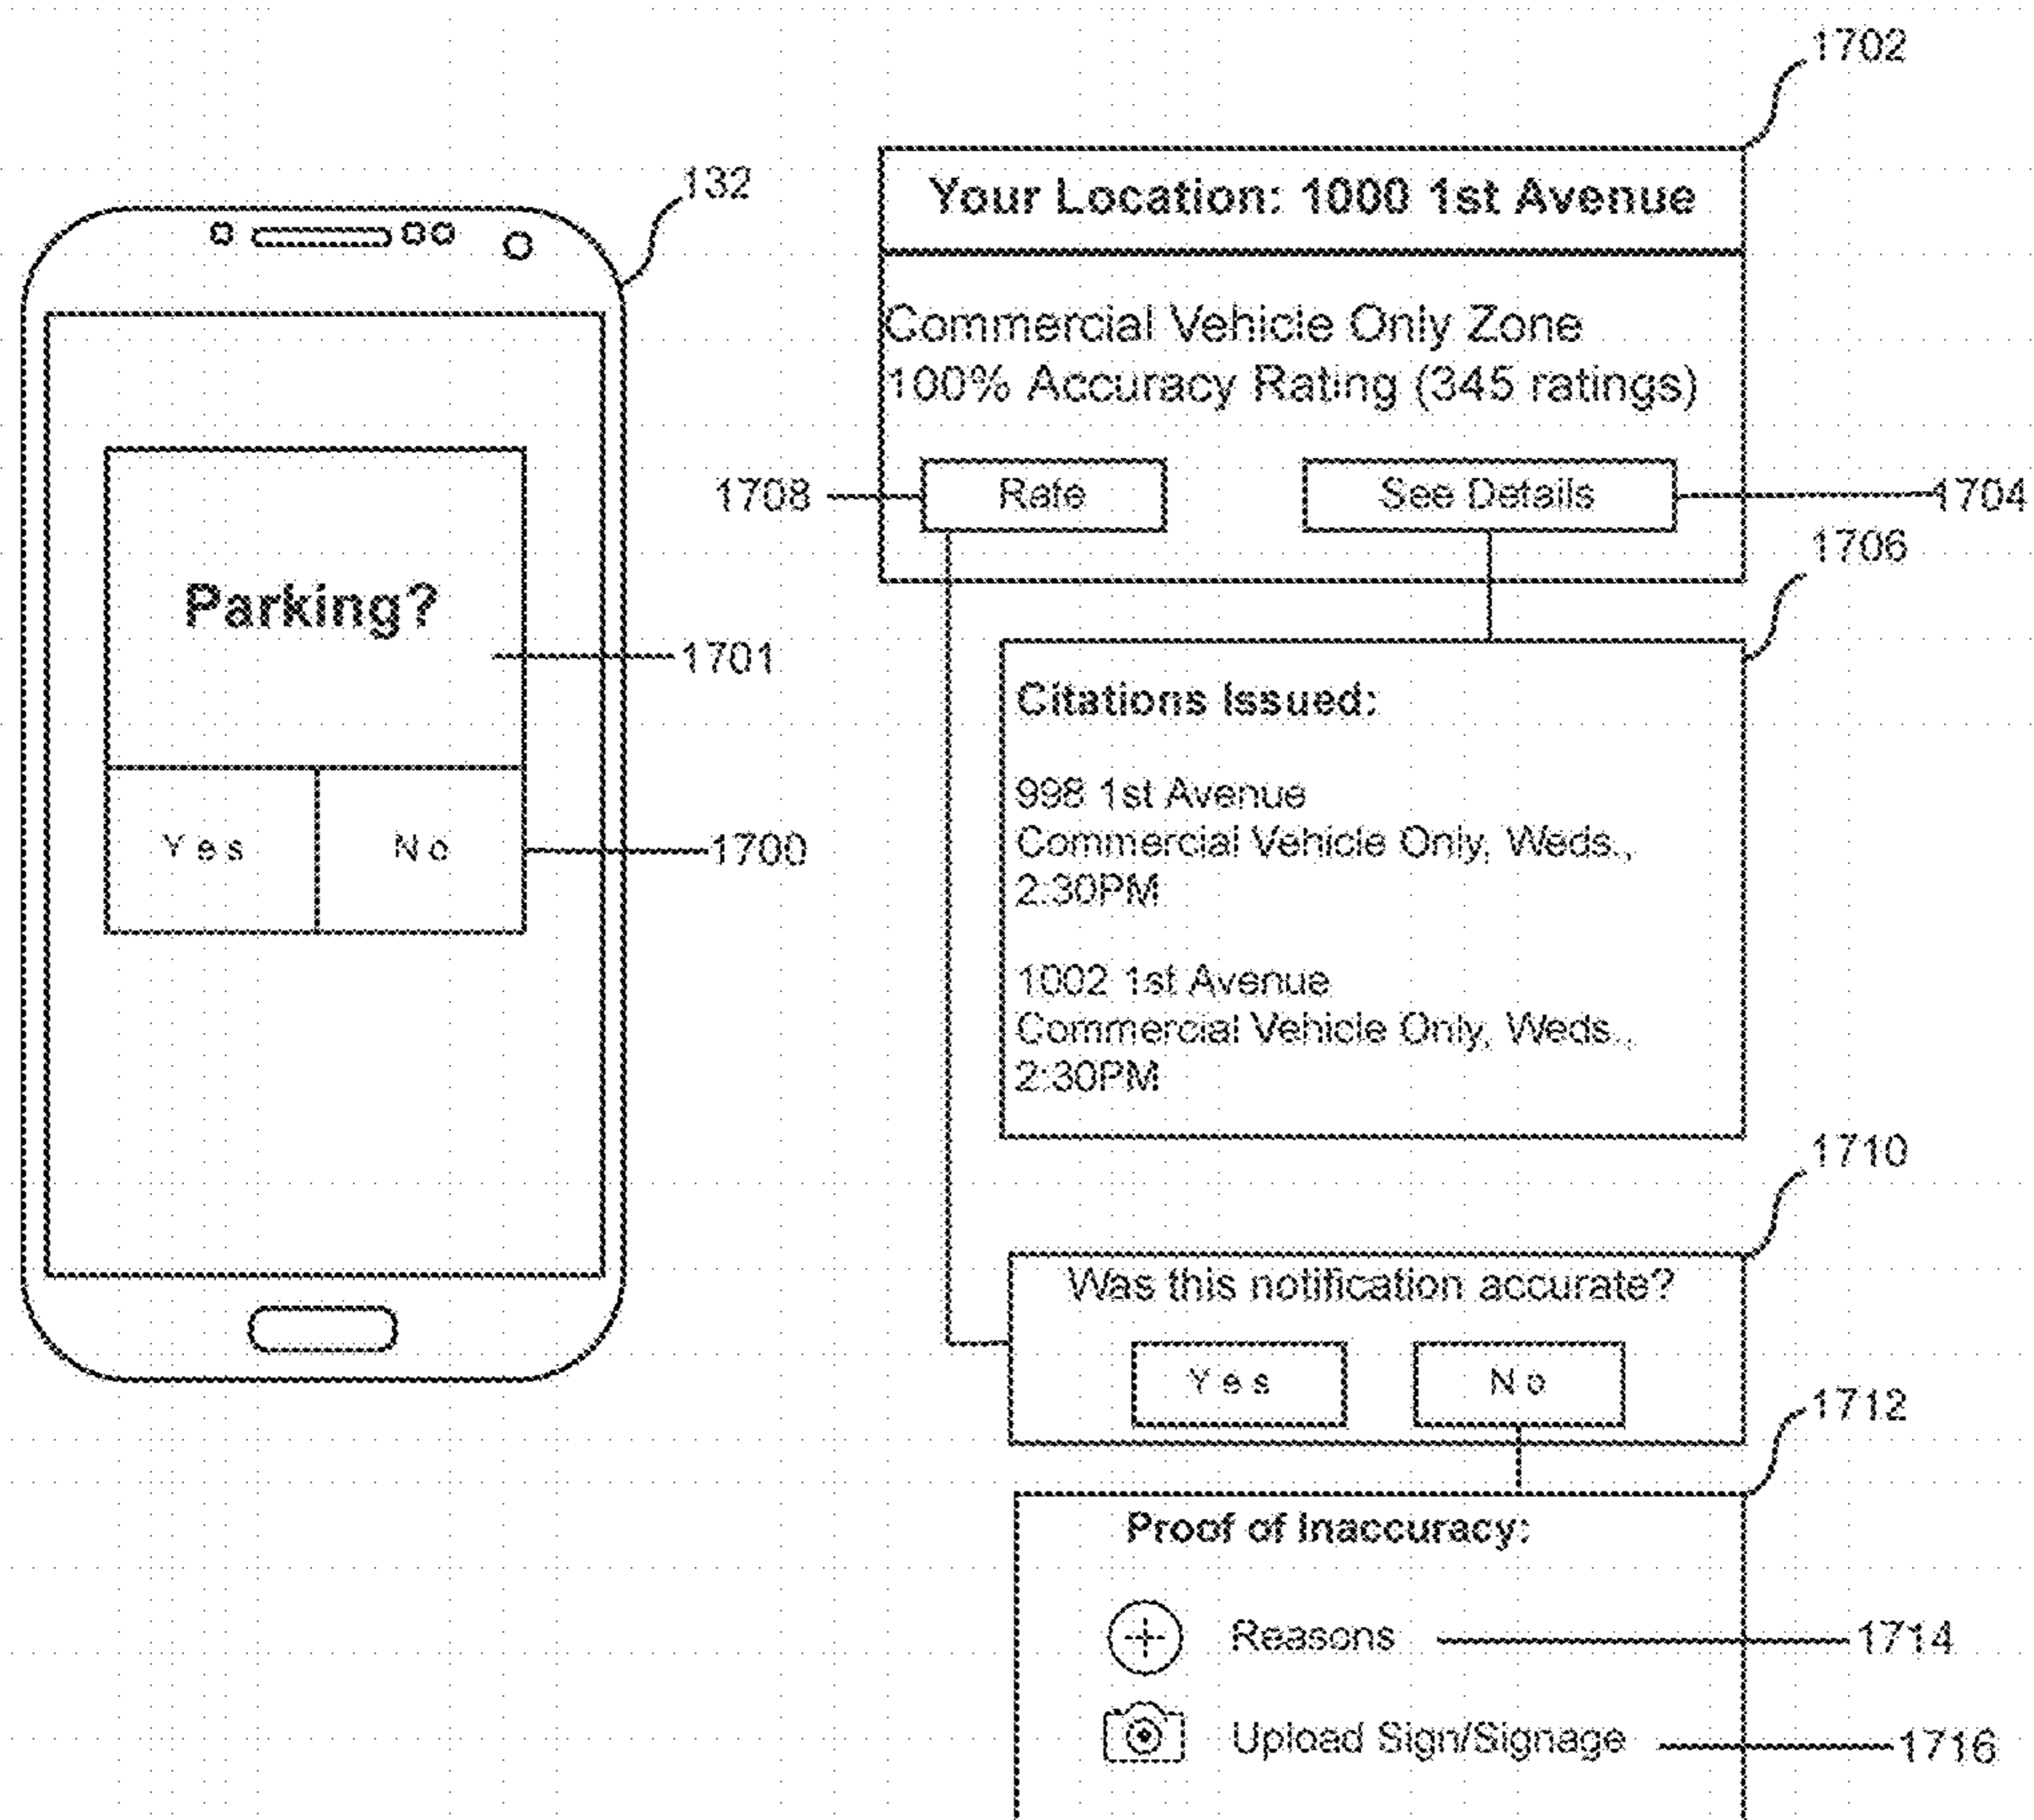 132
Parking?
1701
Yes
No
1700
1702
Your Location: 1000 1st Avenue
Commercial Vehicle Only Zone
100% Accuracy Rating (345 ratings)
1708
Rate
See Details
1704
1706
Citations Issued:
998 1st Avenue
Commercial Vehicle Only, Weds.,
2:30PM
1002 1st Avenue
Commercial Vehicle Only, Weds.,
2:30PM
1710
Was this notification accurate?
Yes
No
1712
Proof of Inaccuracy:
Reasons
1714
Upload Sign/Signage
1716